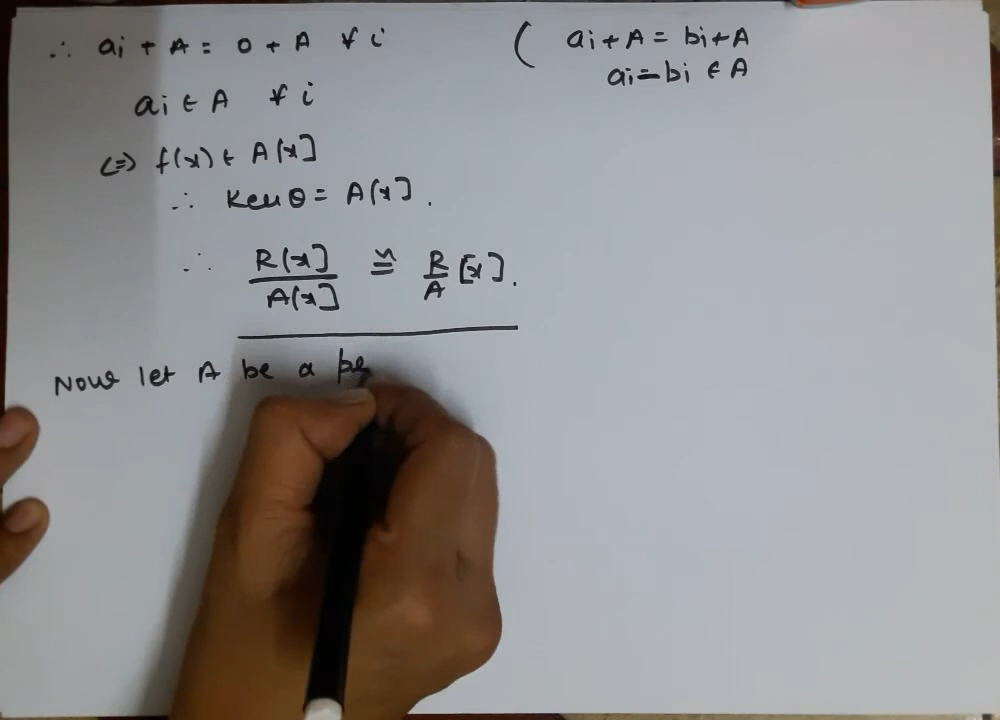 ∴ ai + A = 0 + A ∀ i
( ai + A = bi + A
ai = bi ∈ A
ai ∈ A ∀ i
⟺ f(x) ∈ A[x]
∴ Ker θ = A[x].
∴ R[x] / A[x] ≅ R/A [x].
Now let A be a